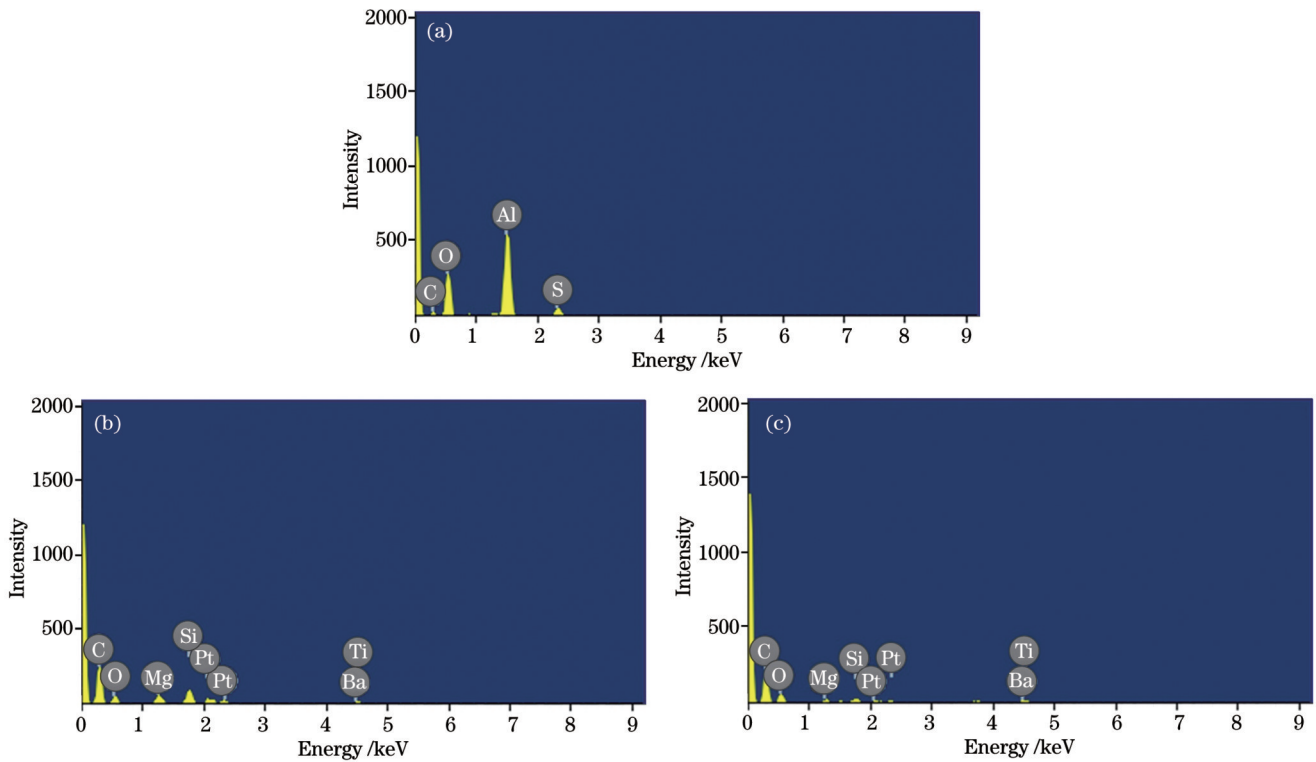 (a)
2000
1500
1000
500
Intensity
C
O
Al
S
0 1 2 3 4 5 6 7 8 9
Energy /keV
(b)
2000
1500
1000
500
Intensity
C
O
Mg
Si
Pt
Pt
Ti
Ba
0 1 2 3 4 5 6 7 8 9
Energy /keV
(c)
2000
1500
1000
500
Intensity
C
O
Mg
Si
Pt
Pt
Ti
Ba
0 1 2 3 4 5 6 7 8 9
Energy /keV